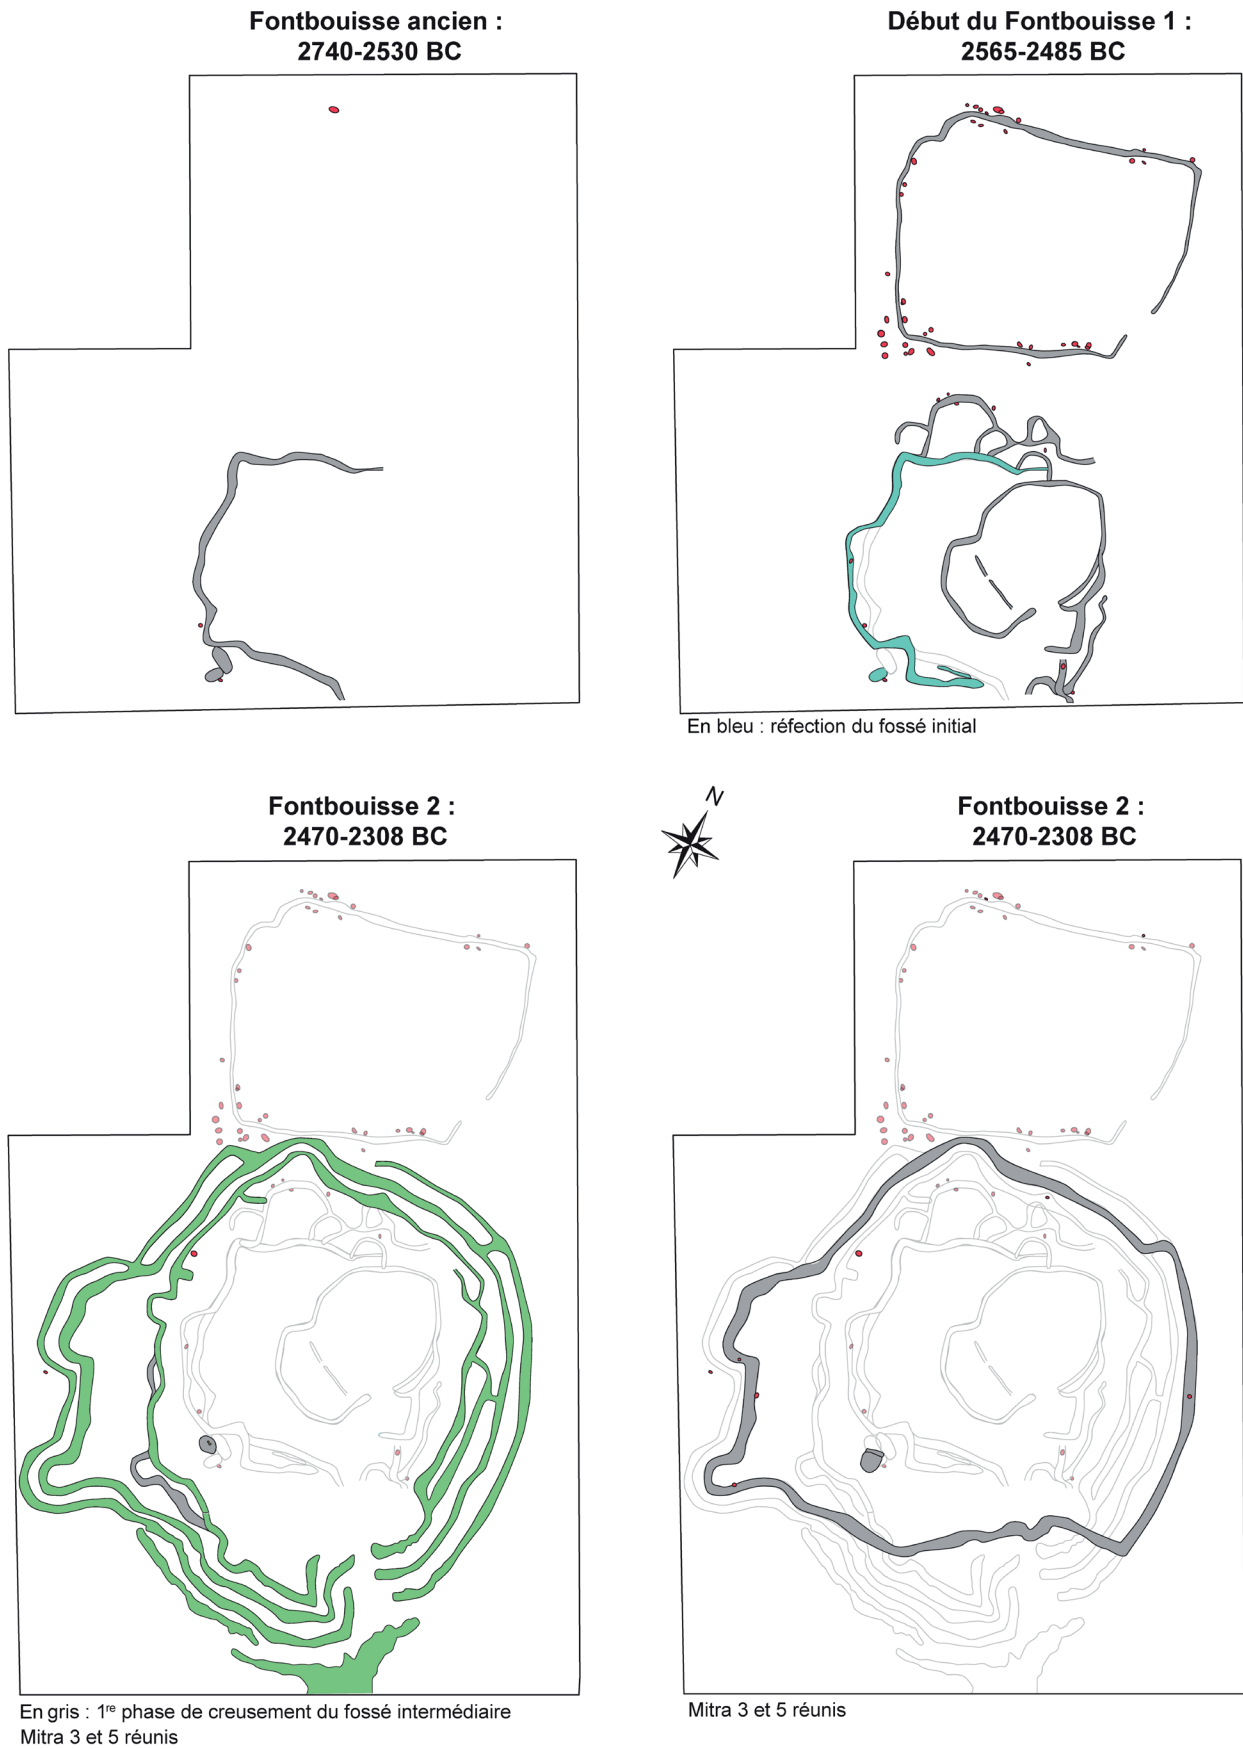 Fontbouisse ancien :
2740-2530 BC
Début du Fontbouisse 1 :
2565-2485 BC
En bleu : réfection du fossé initial
Fontbouisse 2 :
2470-2308 BC
N
Fontbouisse 2 :
2470-2308 BC
En gris : 1re phase de creusement du fossé intermédiaire
Mitra 3 et 5 réunis
Mitra 3 et 5 réunis